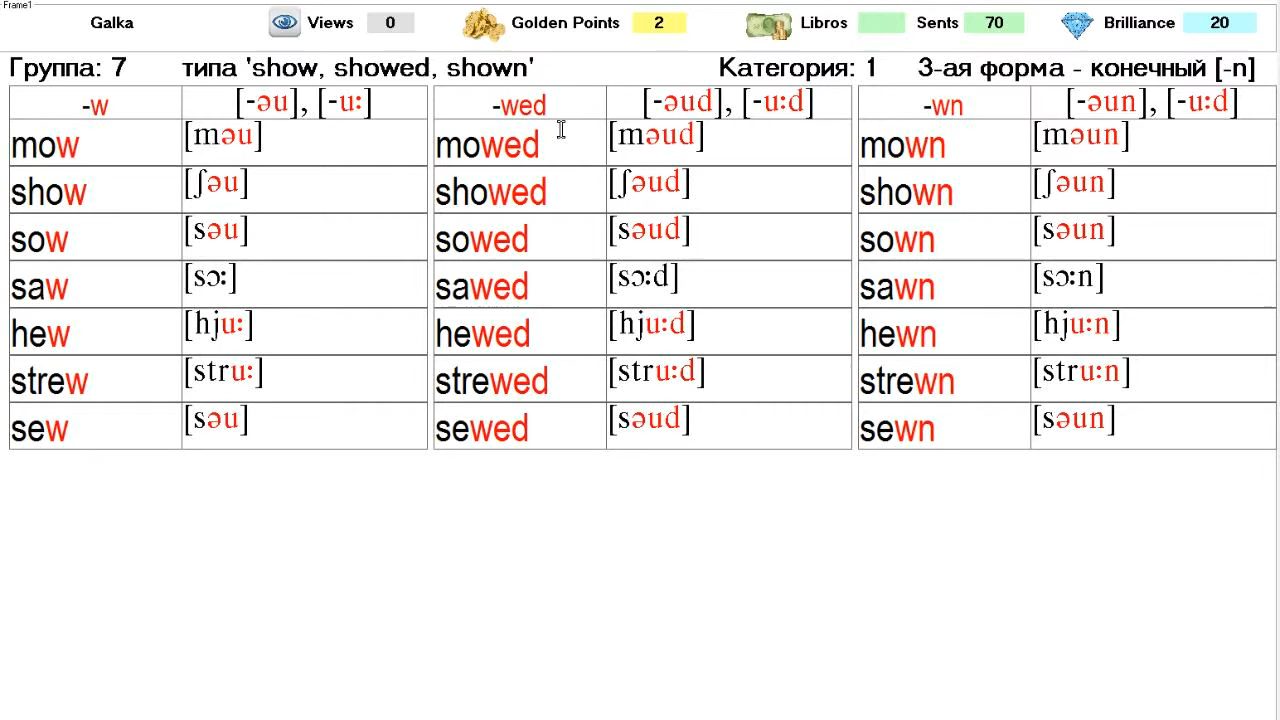 Frame1
Galka Views 0 Golden Points 2 Libros Sents 70 Brilliance 20
Группа: 7 типа 'show, showed, shown' Категория: 1 3-ая форма - конечный [-n]
-w [-əu], [-u:] -wed [-əud], [-u:d] -wn [-əun], [-u:d]
mow [məu] mowed [məud] mown [məun]
show [ʃəu] showed [ʃəud] shown [ʃəun]
sow [səu] sowed [səud] sown [səun]
saw [sɔ:] sawed [sɔ:d] sawn [sɔ:n]
hew [hju:] hewed [hju:d] hewn [hju:n]
strew [stru:] strewed [stru:d] strewn [stru:n]
sew [səu] sewed [səud] sewn [səun]